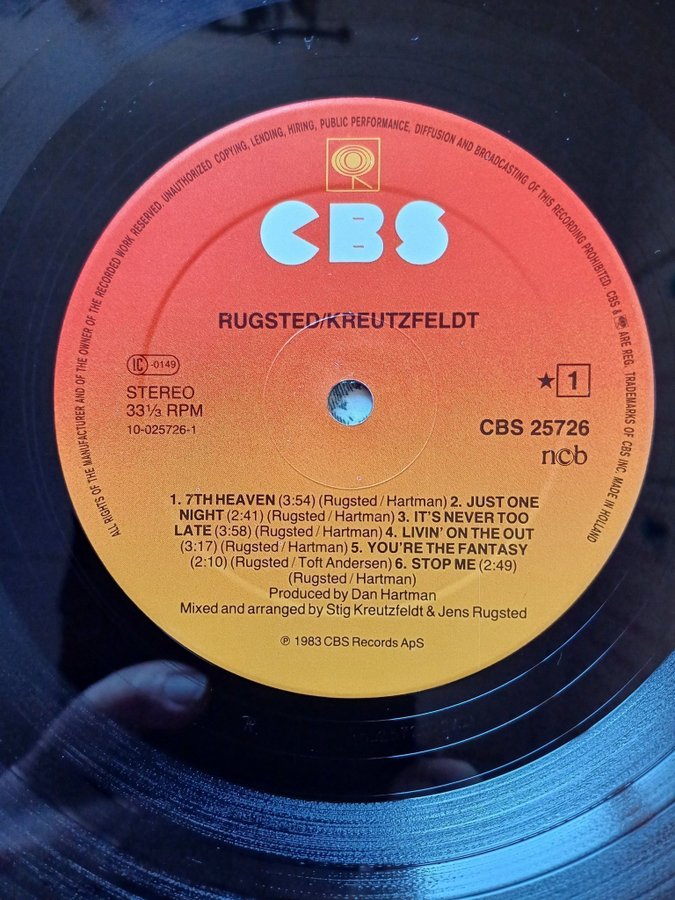 ALL RIGHTS OF THE MANUFACTURER AND OF THE OWNER OF THE RECORDED WORK RESERVED. UNAUTHORIZED COPYING, LENDING, HIRING, PUBLIC PERFORMANCE, DIFFUSION AND BROADCASTING OF THIS RECORDING PROHIBITED. CBS & ARE REG. TRADEMARKS OF CBS INC. MADE IN HOLLAND
CBS
RUGSTED/KREUTZFELDT
IC -0149
STEREO
33⅓ RPM
10-025726-1
★ 1
CBS 25726
ncb
1. 7TH HEAVEN (3:54) (Rugsted/Hartman) 2. JUST ONE
NIGHT (2:41) (Rugsted/Hartman) 3. IT'S NEVER TOO
LATE (3:58) (Rugsted/Hartman) 4. LIVIN' ON THE OUT
(3:17) (Rugsted/Hartman) 5. YOU'RE THE FANTASY
(2:10) (Rugsted/Toft Andersen) 6. STOP ME (2:49)
(Rugsted/Hartman)
Produced by Dan Hartman
Mixed and arranged by Stig Kreutzfeldt & Jens Rugsted
℗ 1983 CBS Records ApS